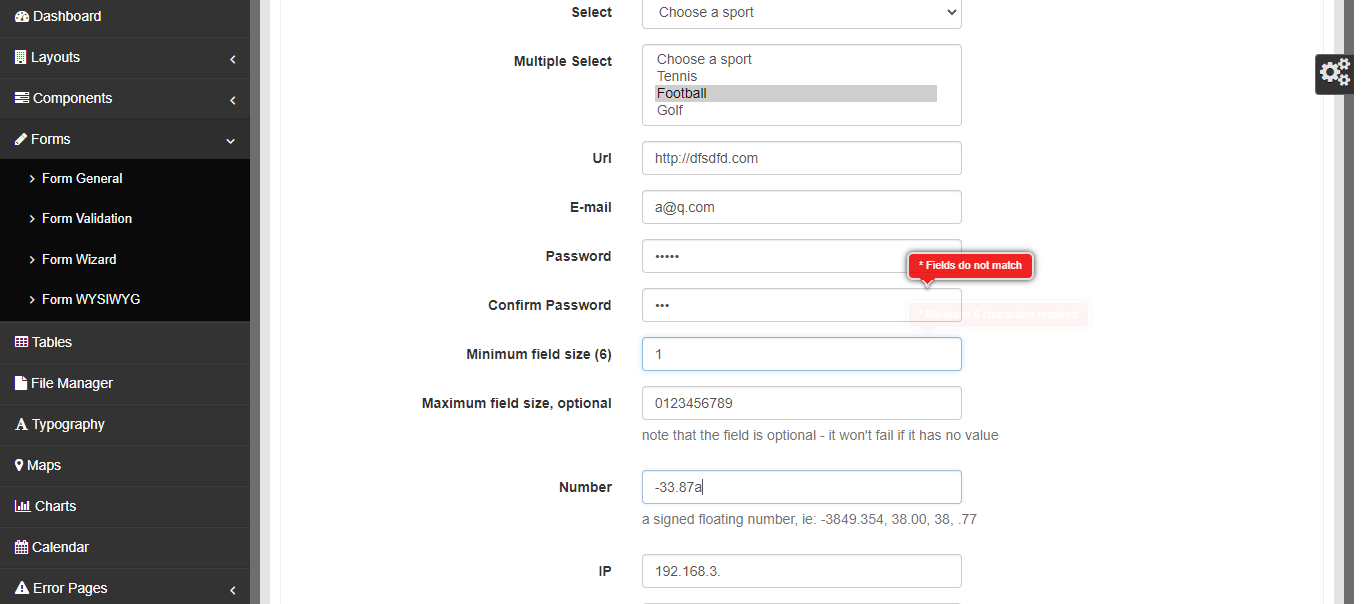 Dashboard
Layouts
Components
Forms
Form General
Form Validation
Form Wizard
Form WYSIWYG
Tables
File Manager
Typography
Maps
Charts
Calendar
Error Pages
Select
Choose a sport
Multiple Select
Choose a sport
Tennis
Football
Golf
Url
http://dfsdfd.com
E-mail
a@q.com
Password
•••••
* Fields do not match
Confirm Password
•••
* Minimum 6 characters required
Minimum field size (6)
1
Maximum field size, optional
0123456789
note that the field is optional - it won't fail if it has no value
Number
-33.87a
a signed floating number, ie: -3849.354, 38.00, 38, .77
IP
192.168.3.